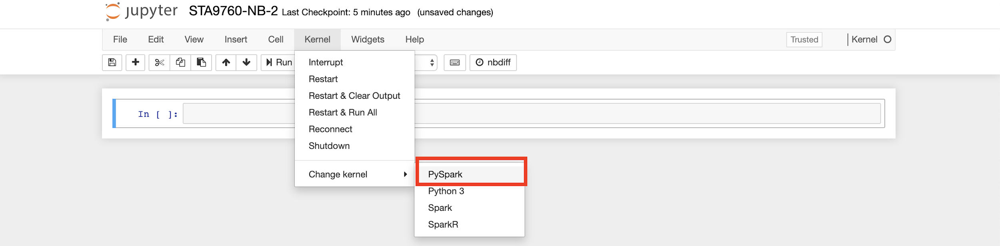 jupyter STA9760-NB-2 Last Checkpoint: 5 minutes ago (unsaved changes)
File Edit View Insert Cell Kernel Widgets Help Trusted Kernel
Run nbdiff
Interrupt
Restart
Restart & Clear Output
Restart & Run All
Reconnect
Shutdown
Change kernel
PySpark
Python 3
Spark
SparkR
In [ ]: